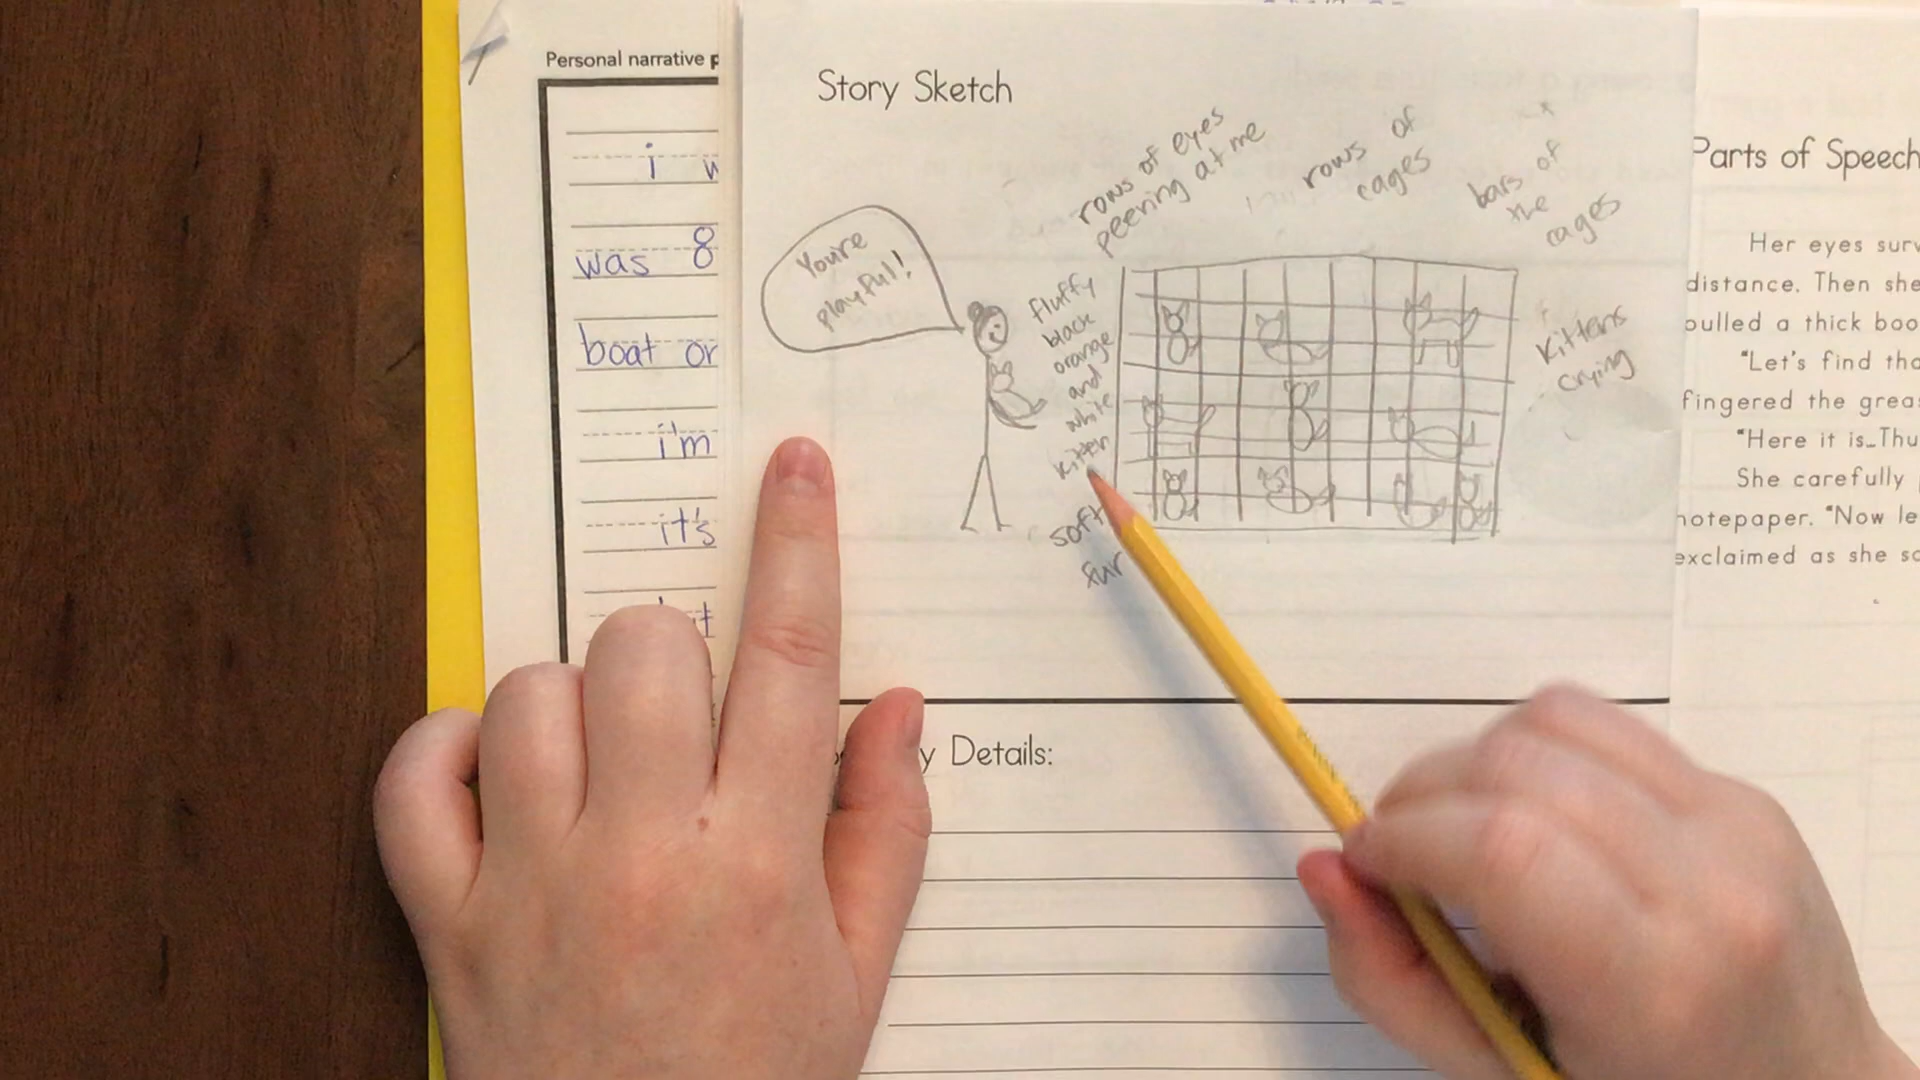 Personal narrative p
i w
was 8
boat or
i'm
it's
Story Sketch
You're
playful!
rows of eyes
peering at me
rows of
cages
bars of
the
cages
fluffy
black
orange
and
white
kitten
soft
fur
kittens
crying
y Details:
Parts of Speech
Her eyes surv
distance. Then she
pulled a thick boo
"Let's find tha
fingered the greas
"Here it is_Thu
She carefully
notepaper. "Now le
exclaimed as she sc